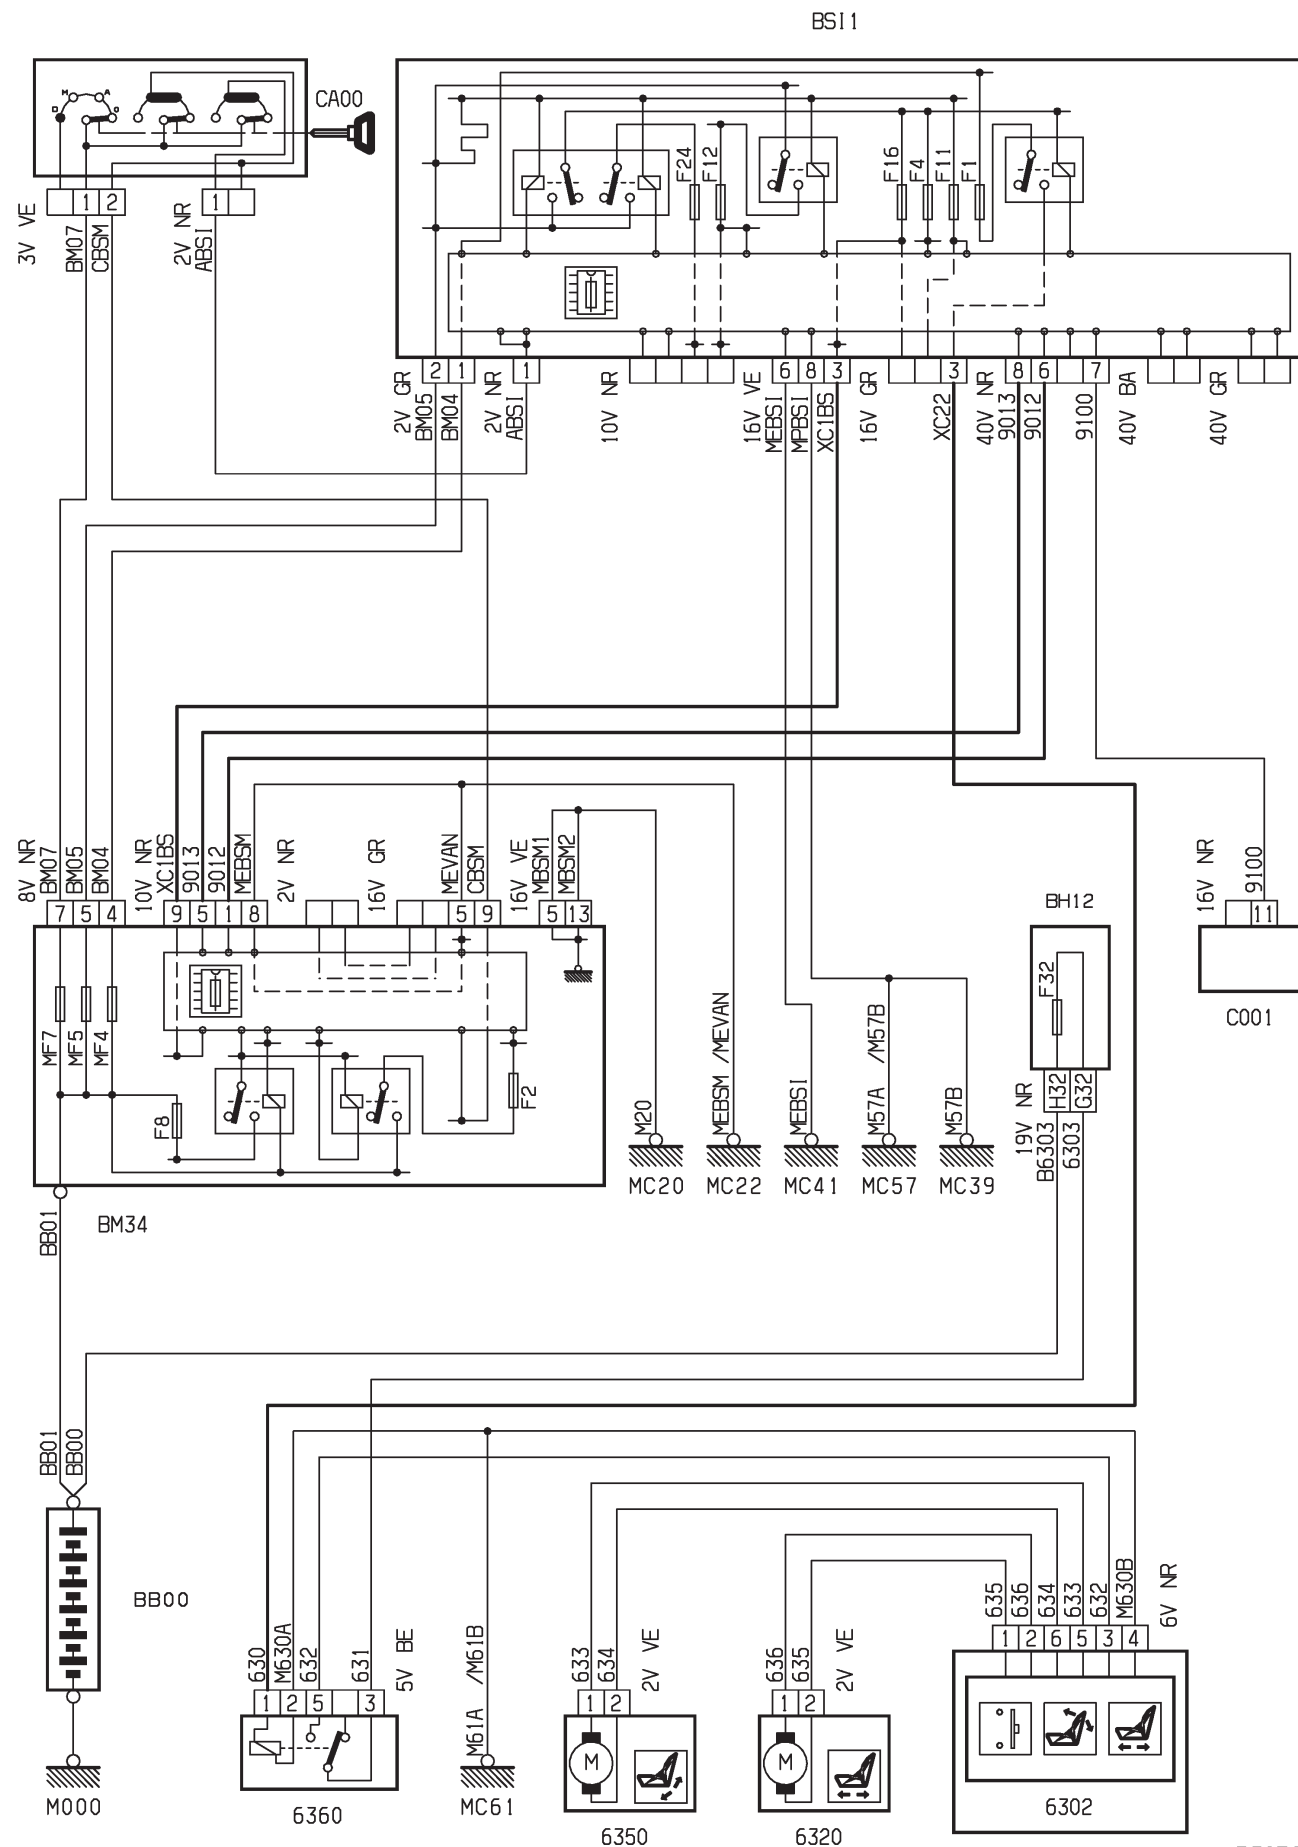 BSI1
CA00
M A
D
3V VE
BM07
CBSM
1 2
2V NR
ABSI
1
F24
F12
F16
F4
F11
F1
2V GR
BM05
BM04
2 1
2V NR
ABSI
1
10V NR
16V VE
MEBSI
MPBSI
XC1BS
6 8 3
16V GR
XC22
3
40V NR
9013
9012
8 6
9100
7
40V BA
40V GR
8V NR
BM07
BM05
BM04
7 5 4
10V NR
XC1BS
9013
9012
MEBSM
9 5 1 8
2V NR
16V GR
MEVAN
CBSM
5 9
16V VE
MBSM1
MBSM2
5 13
MF7
MF5
MF4
F8
F2
BM34
BB01
M20
MC20
MEBSM /MEVAN
MC22
MEBSI
MC41
M57A /M57B
MC57
M57B
MC39
BH12
F32
H32
G32
19V NR
B6303
6303
16V NR
9100
11
C001
BB01
BB00
BB00
M000
630
M630A
632
631
5V BE
1 2 5 3
6360
M61A /M61B
MC61
633
634
2V VE
1 2
M
6350
636
635
2V VE
1 2
M
6320
635
636
634
633
632
M630B
6V NR
1 2 6 5 3 4
6302